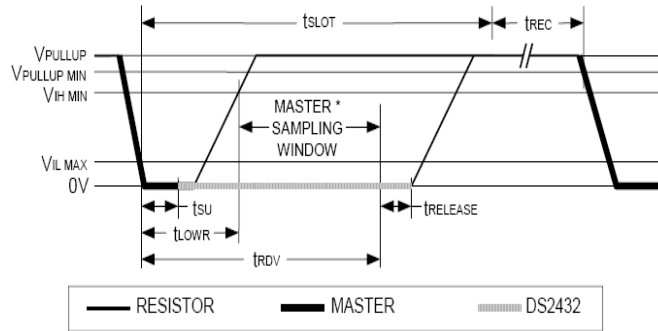 tSLOT
tREC
VPULLUP
VPULLUP MIN
VIH MIN
MASTER *
SAMPLING
WINDOW
VIL MAX
0V
tSU
tRELEASE
tLOWR
tRDV
RESISTOR MASTER DS2432